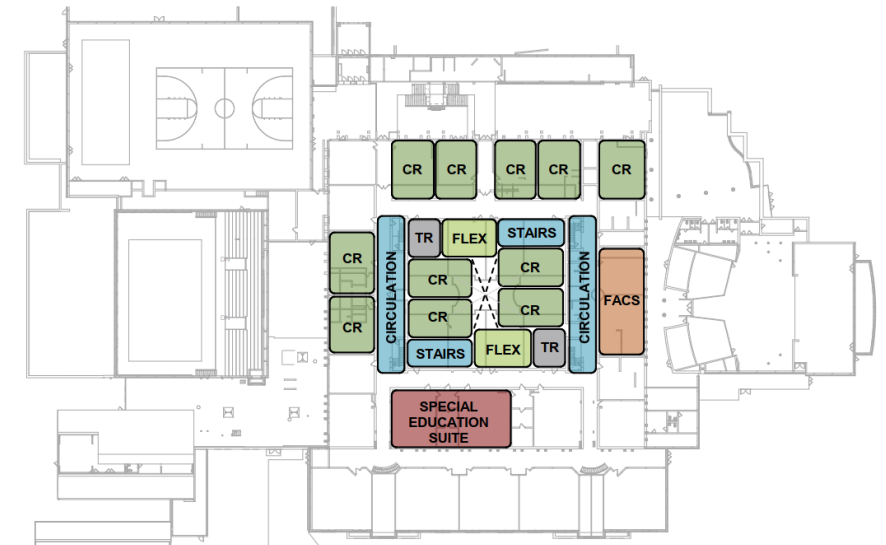 CR
CR
CR
CR
CR
TR
FLEX
STAIRS
CR
CIRCULATION
CR
CR
CIRCULATION
FACS
CR
CR
CR
STAIRS
FLEX
TR
SPECIAL
EDUCATION
SUITE